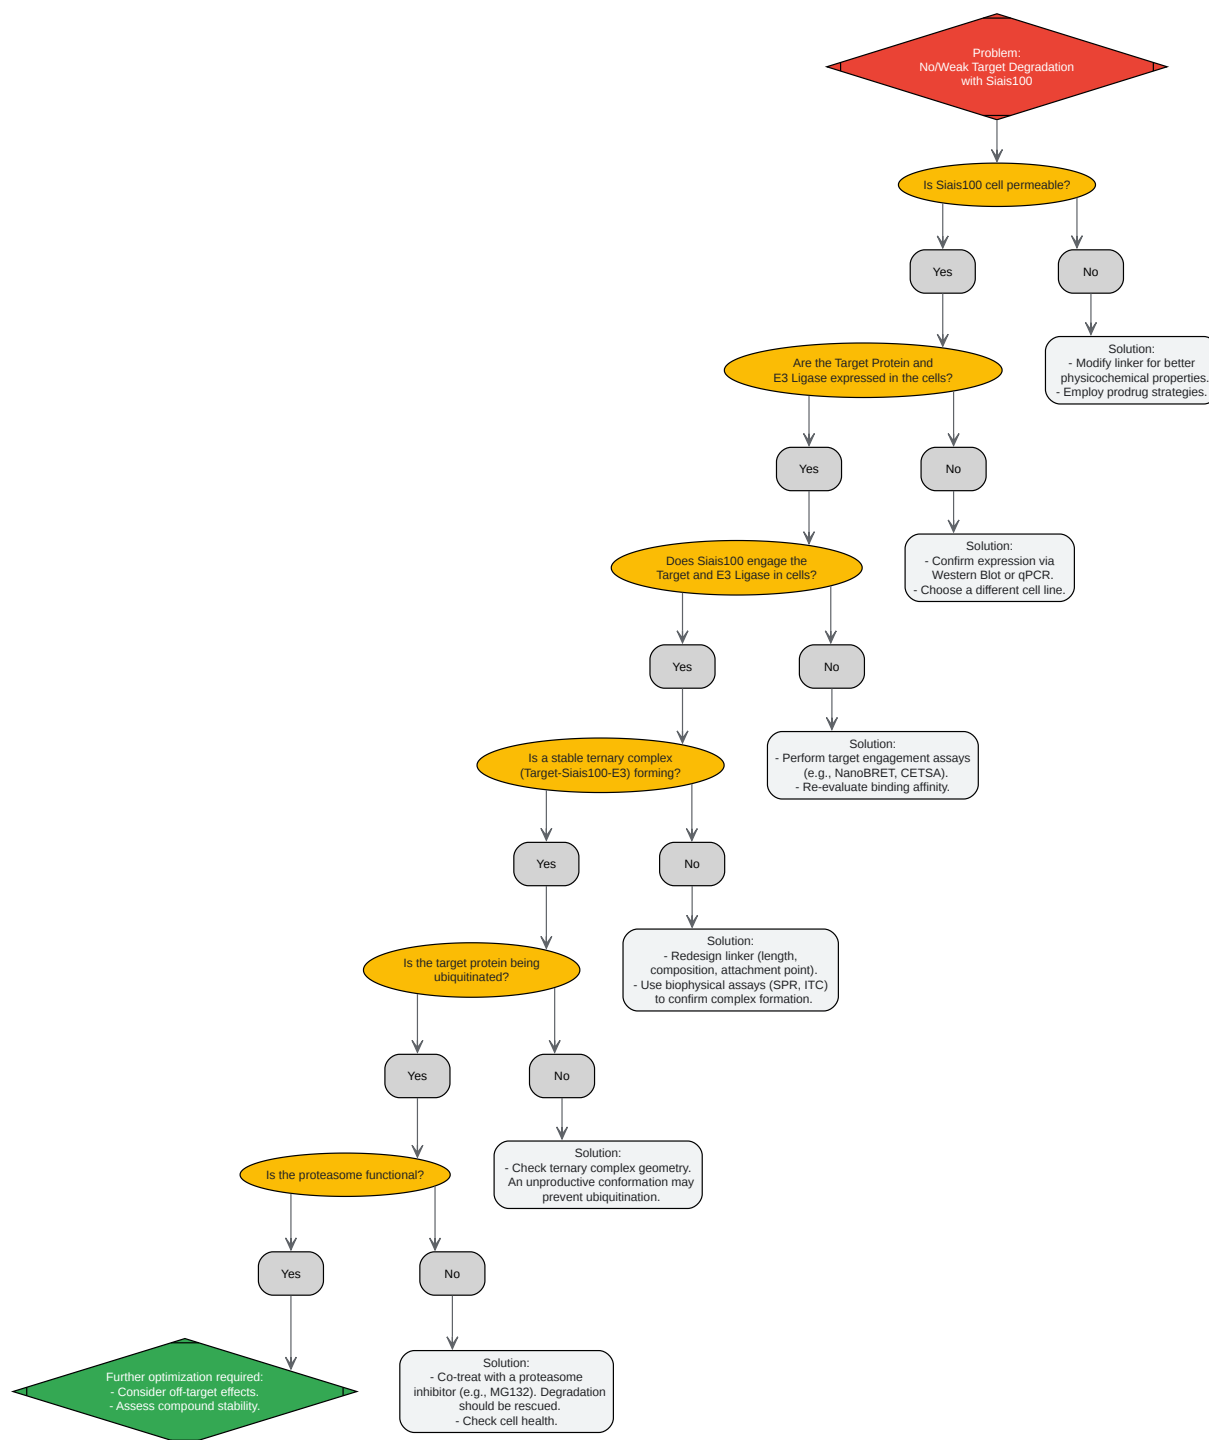 Problem:
No/Weak Target Degradation
with Siais100
Is Siais100 cell permeable?
Yes
No
Solution:
- Modify linker for better
physicochemical properties.
- Employ prodrug strategies.
Are the Target Protein and
E3 Ligase expressed in the cells?
Yes
No
Solution:
- Confirm expression via
Western Blot or qPCR.
- Choose a different cell line.
Does Siais100 engage the
Target and E3 Ligase in cells?
Yes
No
Solution:
- Perform target engagement assays
(e.g., NanoBRET, CETSA).
- Re-evaluate binding affinity.
Is a stable ternary complex
(Target-Siais100-E3) forming?
Yes
No
Solution:
- Redesign linker (length,
composition, attachment point).
- Use biophysical assays (SPR, ITC)
to confirm complex formation.
Is the target protein being
ubiquitinated?
Yes
No
Solution:
- Check ternary complex geometry.
An unproductive conformation may
prevent ubiquitination.
Is the proteasome functional?
Yes
No
Further optimization required:
- Consider off-target effects.
- Assess compound stability.
Solution:
- Co-treat with a proteasome
inhibitor (e.g., MG132). Degradation
should be rescued.
- Check cell health.